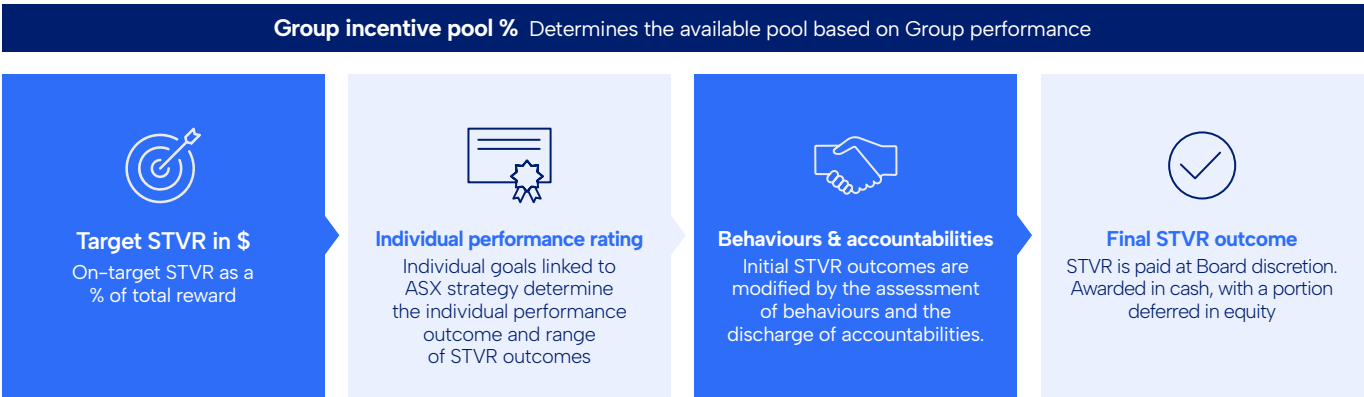 Group incentive pool % Determines the available pool based on Group performance
Target STVR in $
On-target STVR as a
% of total reward
Individual performance rating
Individual goals linked to
ASX strategy determine
the individual performance
outcome and range
of STVR outcomes
Behaviours & accountabilities
Initial STVR outcomes are
modified by the assessment
of behaviours and the
discharge of accountabilities.
Final STVR outcome
STVR is paid at Board discretion.
Awarded in cash, with a portion
deferred in equity